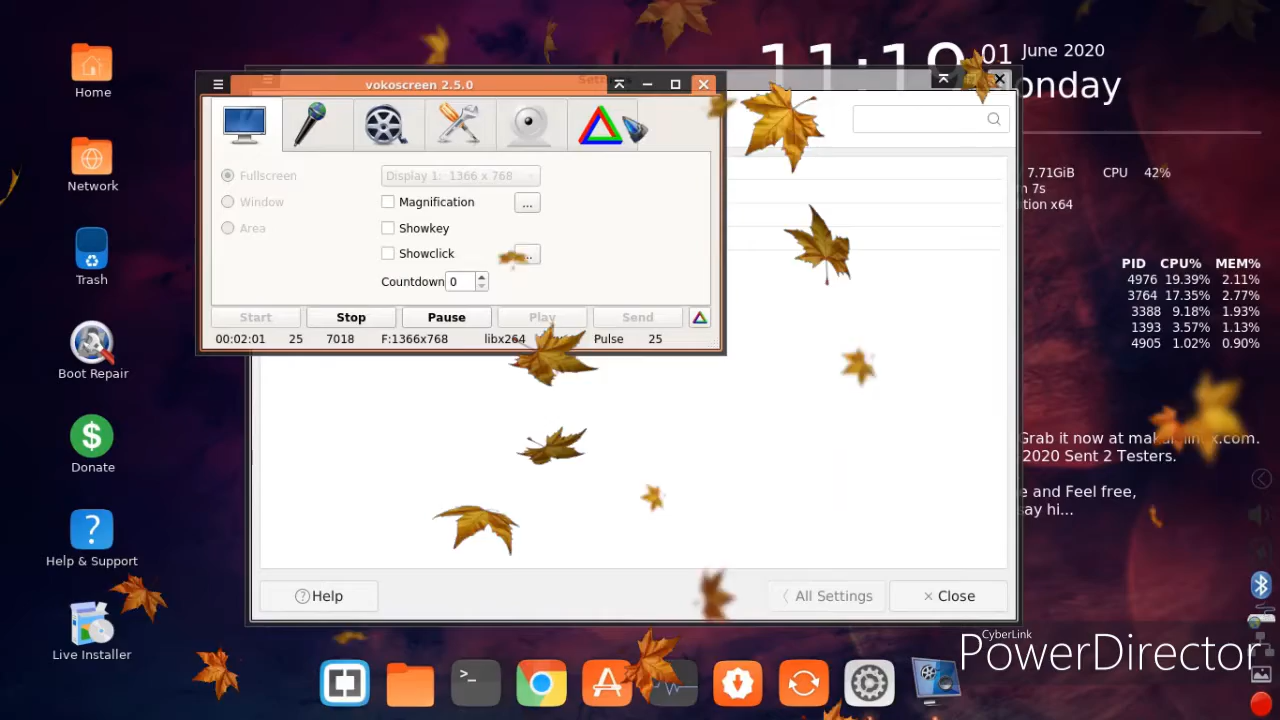 Home
Network
Trash
Boot Repair
Donate
Help & Support
Live Installer
vokoscreen 2.5.0
Fullscreen
Window
Area
Display 1: 1366 x 768
Magnification
...
Showkey
Showclick
Countdown 0
Start
Stop
Pause
Play
Send
00:02:01 25 7018 F:1366x768 libx264 Pulse 25
Help
All Settings
Close
01 June 2020
onday
7.71GiB CPU 42%
7s
tion x64
PID CPU% MEM%
4976 19.39% 2.11%
3764 17.35% 2.77%
3388 9.18% 1.93%
1393 3.57% 1.13%
4905 1.02% 0.90%
Grab it now at
2020 Sent 2 Testers.
e and Feel free,
say hi...
CyberLink
PowerDirector